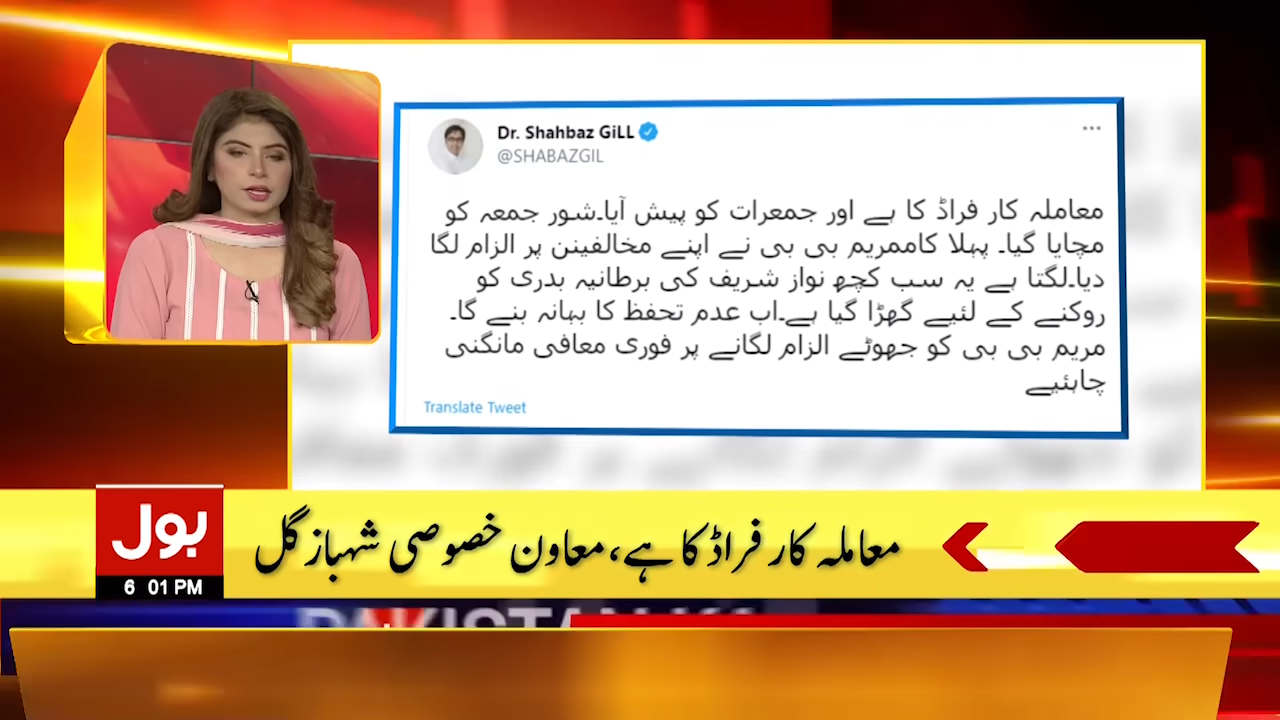 Dr. Shahbaz GiLL
@SHABAZGIL
معاملہ کار فراڈ کا ہے اور جمعرات کو پیش آیا۔شور جمعہ کو
مچایا گیا۔ پہلا کاممریم بی بی نے اپنے مخالفینن پر الزام لگا
دیا۔لگتا ہے یہ سب کچھ نواز شریف کی برطانیہ بدری کو
روکنے کے لئیے گھڑا گیا ہے۔اب عدم تحفظ کا بہانہ بنے گا۔
مریم بی بی کو جھوٹے الزام لگانے پر فوری معافی مانگنی
چاہئیے
Translate Tweet
معاملہ کار فراڈ کا ہے، معاون خصوصی شہباز گل
بول
6 01 PM